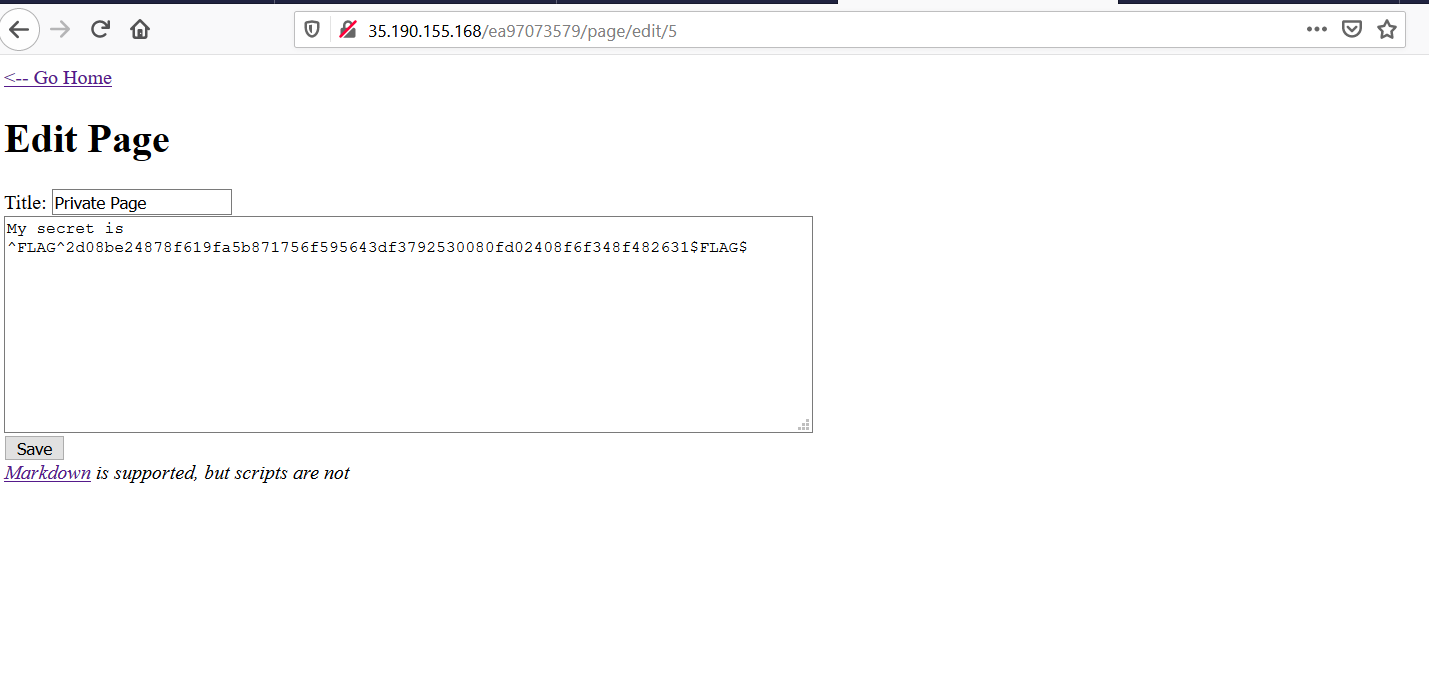 35.190.155.168/ea97073579/page/edit/5
<-- Go Home
Edit Page
Title: Private Page
My secret is
^FLAG^2d08be24878f619fa5b871756f595643df3792530080fd02408f6f348f482631$FLAG$
Save
Markdown is supported, but scripts are not